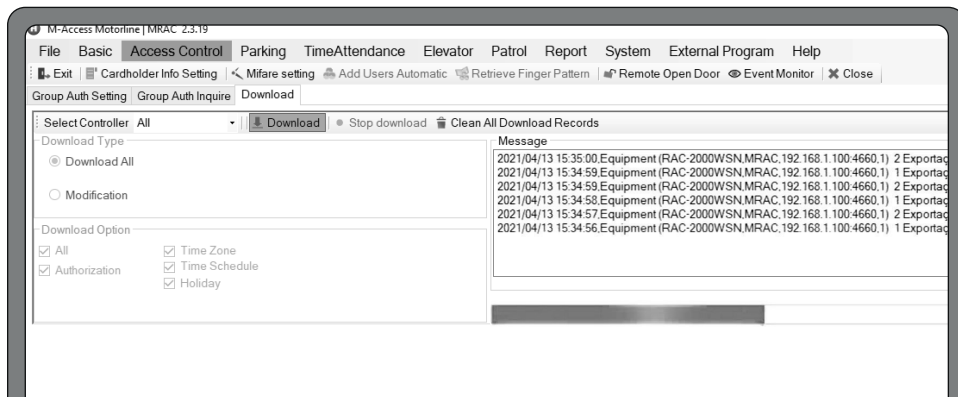 M-Access Motorline | MRAC 2.3.19
File Basic Access Control Parking TimeAttendance Elevator Patrol Report System External Program Help
Exit Cardholder Info Setting Mifare setting Add Users Automatic Retrieve Finger Pattern Remote Open Door Event Monitor Close
Group Auth Setting Group Auth Inquire Download
Select Controller All Download Stop download Clean All Download Records
Download Type
Download All
Modification
Download Option
All Time Zone
Authorization Time Schedule
Holiday
Message
2021/04/13 15:35:00,Equipment (RAC-2000WSN,MRAC,192.168.1.100:4660,1) 2 Exportaç
2021/04/13 15:34:59,Equipment (RAC-2000WSN,MRAC,192.168.1.100:4660,1) 1 Exportaç
2021/04/13 15:34:59,Equipment (RAC-2000WSN,MRAC,192.168.1.100:4660,1) 2 Exportaç
2021/04/13 15:34:58,Equipment (RAC-2000WSN,MRAC,192.168.1.100:4660,1) 1 Exportaç
2021/04/13 15:34:57,Equipment (RAC-2000WSN,MRAC,192.168.1.100:4660,1) 2 Exportaç
2021/04/13 15:34:56,Equipment (RAC-2000WSN,MRAC,192.168.1.100:4660,1) 1 Exportaç